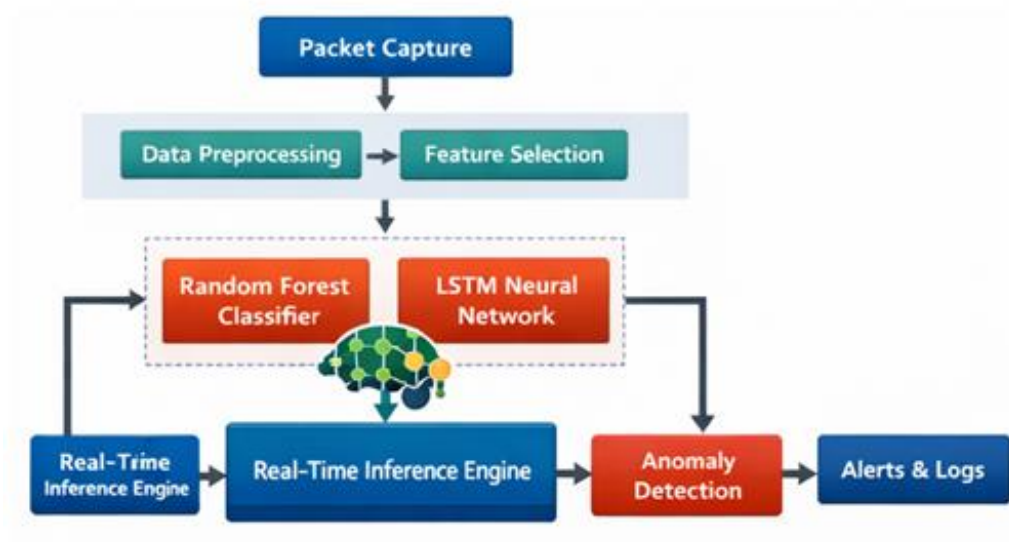 Packet Capture
Data Preprocessing
Feature Selection
Random Forest
Classifier
LSTM Neural
Network
Real-Trine
Inference Engine
Real-Time Inference Engine
Anomaly
Detection
Alerts & Logs